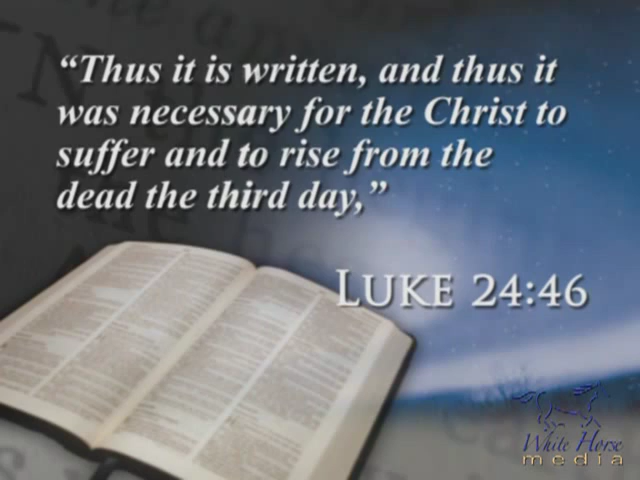 “Thus it is written, and thus it
was necessary for the Christ to
suffer and to rise from the
dead the third day,”
LUKE 24:46
White Horse
media